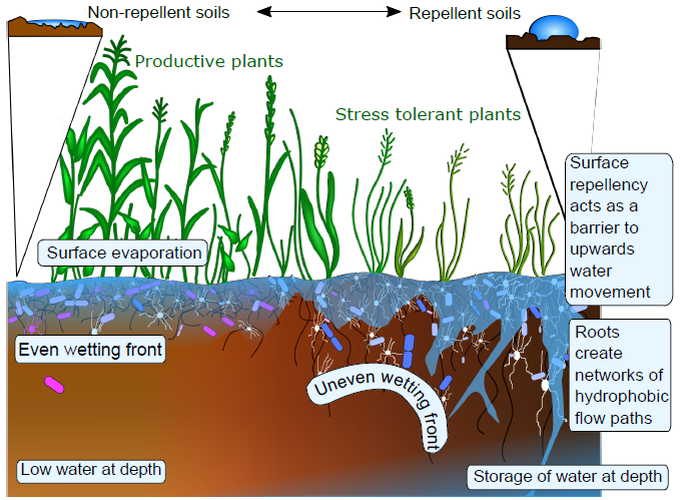 Non-repellent soils
Repellent soils
Productive plants
Stress tolerant plants
Surface
repellency
acts as a
barrier to
upwards
water
movement
Surface evaporation
Even wetting front
Roots
create
networks of
hydrophobic
flow paths
Uneven wetting front
Low water at depth
Storage of water at depth